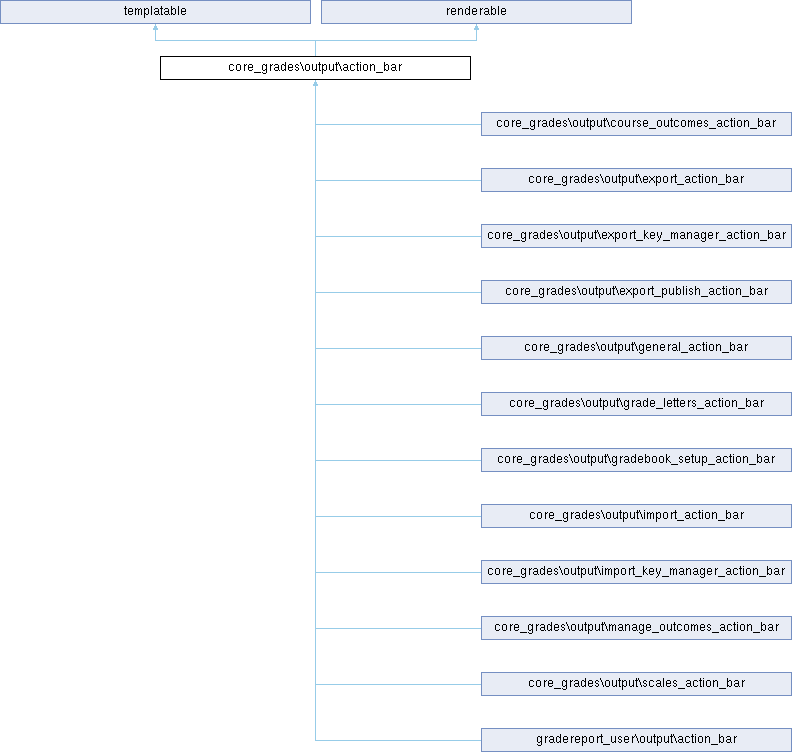 templatable
renderable
core_grades\output\action_bar
core_grades\output\course_outcomes_action_bar
core_grades\output\export_action_bar
core_grades\output\export_key_manager_action_bar
core_grades\output\export_publish_action_bar
core_grades\output\general_action_bar
core_grades\output\grade_letters_action_bar
core_grades\output\gradebook_setup_action_bar
core_grades\output\import_action_bar
core_grades\output\import_key_manager_action_bar
core_grades\output\manage_outcomes_action_bar
core_grades\output\scales_action_bar
gradereport_user\output\action_bar